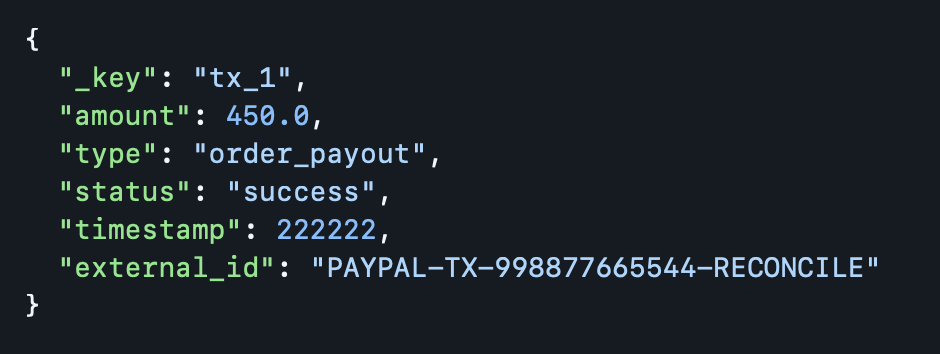 {
  "_key": "tx_1",
  "amount": 450.0,
  "type": "order_payout",
  "status": "success",
  "timestamp": 222222,
  "external_id": "PAYPAL-TX-998877665544-RECONCILE"
}